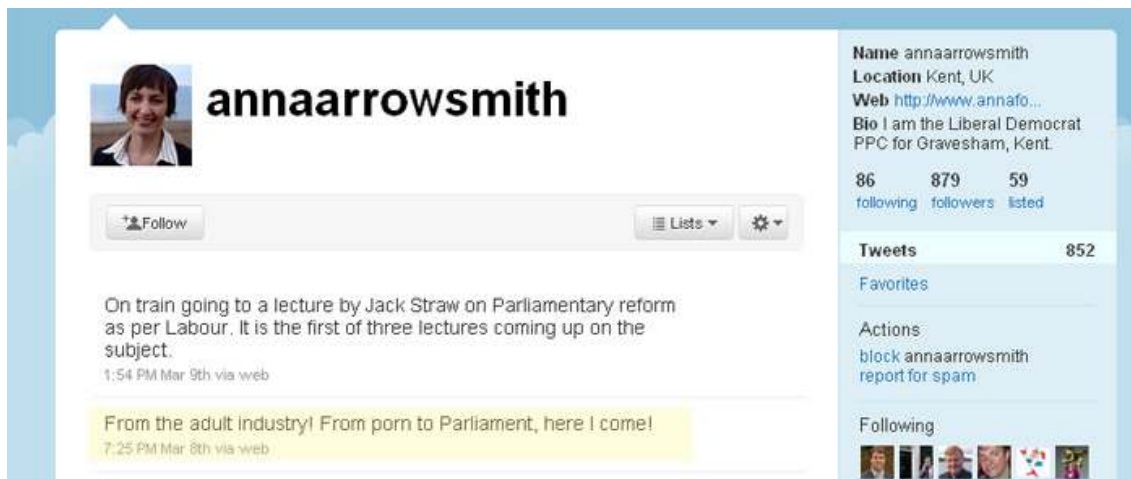 annaarrowsmith
Follow
Lists
On train going to a lecture by Jack Straw on Parliamentary reform
as per Labour. It is the first of three lectures coming up on the
subject.
1:54 PM Mar 9th via web
From the adult industry! From porn to Parliament, here I come!
7:25 PM Mar 8th via web
Name annaarrowsmith
Location Kent, UK
Web http://www.annafo...
Bio I am the Liberal Democrat
PPC for Gravesham, Kent.
86 879 59
following followers listed
Tweets 852
Favorites
Actions
block annaarrowsmith
report for spam
Following